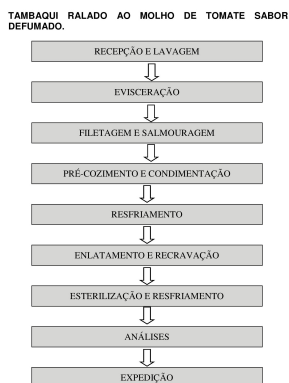 TAMBAQUI RALADO AO MOLHO DE TOMATE SABOR
DEFUMADO.
RECEPÇÃO E LAVAGEM
EVISCERAÇÃO
FILETAGEM E SALMOURAGEM
PRÉ-COZIMENTO E CONDIMENTAÇÃO
RESFRIAMENTO
ENLATAMENTO E RECRAVAÇÃO
ESTERILIZAÇÃO E RESFRIAMENTO
ANÁLISES
EXPEDIÇÃO